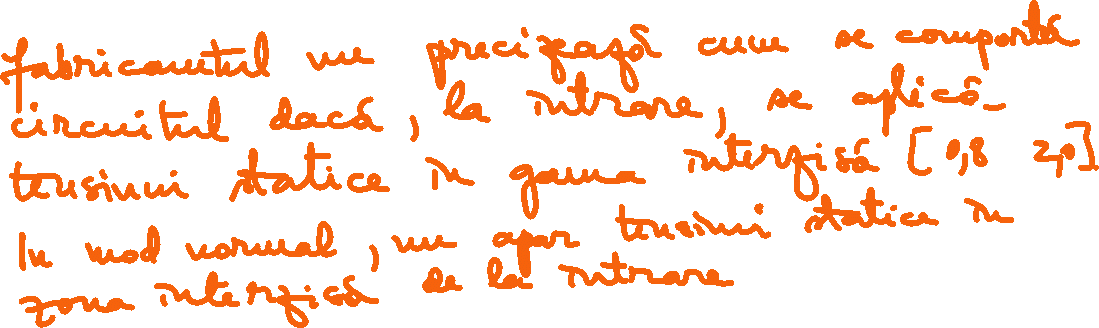 fabricantul nu precizează cum se comportă
circuitul dacă, la intrare, se aplică
tensiuni statice în gama interzisă [0,8 2,0]
In mod normal, nu apar tensiuni statice în
zona interzisă de la intrare